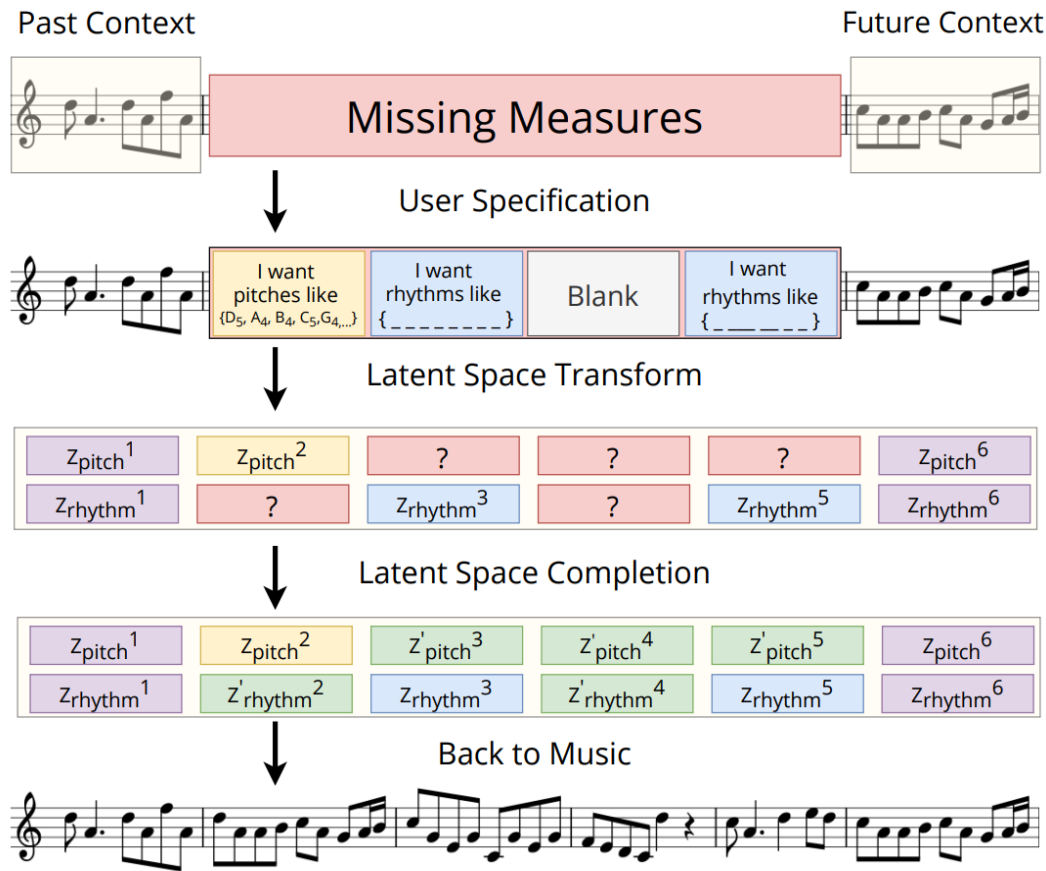 Past Context
Future Context
Missing Measures
User Specification
I want
pitches like
{D₅, A₄, B₄, C₅,G₄,...}
I want
rhythms like
{ _ _ _ _ _ _ _ _ }
Blank
I want
rhythms like
{ _ ___ __ _ _ }
Latent Space Transform
zpitch¹ zpitch² ? ? ? zpitch⁶
zrhythm¹ ? zrhythm³ ? zrhythm⁵ zrhythm⁶
Latent Space Completion
zpitch¹ zpitch² z'pitch³ z'pitch⁴ z'pitch⁵ zpitch⁶
zrhythm¹ z'rhythm² zrhythm³ z'rhythm⁴ zrhythm⁵ zrhythm⁶
Back to Music